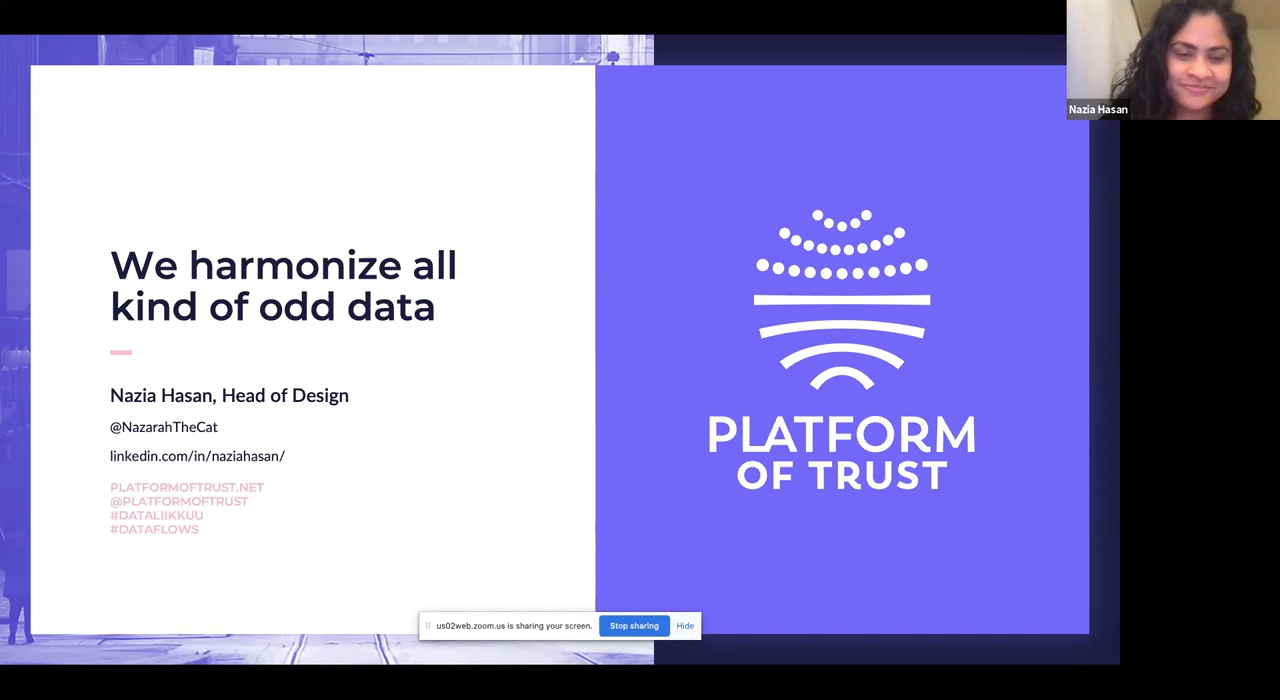 Nazia Hasan
We harmonize all
kind of odd data
Nazia Hasan, Head of Design
@NazarahTheCat
linkedin.com/in/naziahasan/
PLATFORMOFTRUST.NET
@PLATFORMOFTRUST
#DATALIIKKUU
#DATAFLOWS
PLATFORM
OF TRUST
us02web.zoom.us is sharing your screen.
Stop sharing
Hide